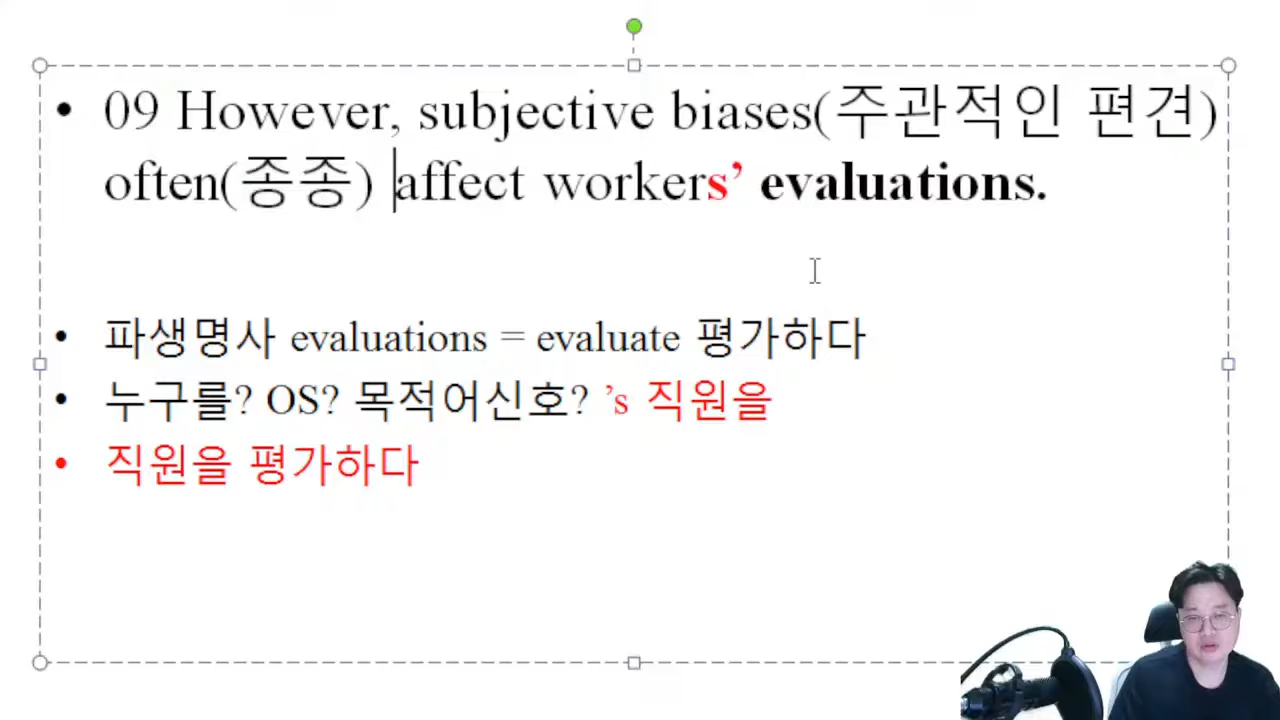 • 09 However, subjective biases(주관적인 편견)
often(종종) affect workers’ evaluations.
• 파생명사 evaluations = evaluate 평가하다
• 누구를? OS? 목적어신호? ’s 직원을
• 직원을 평가하다